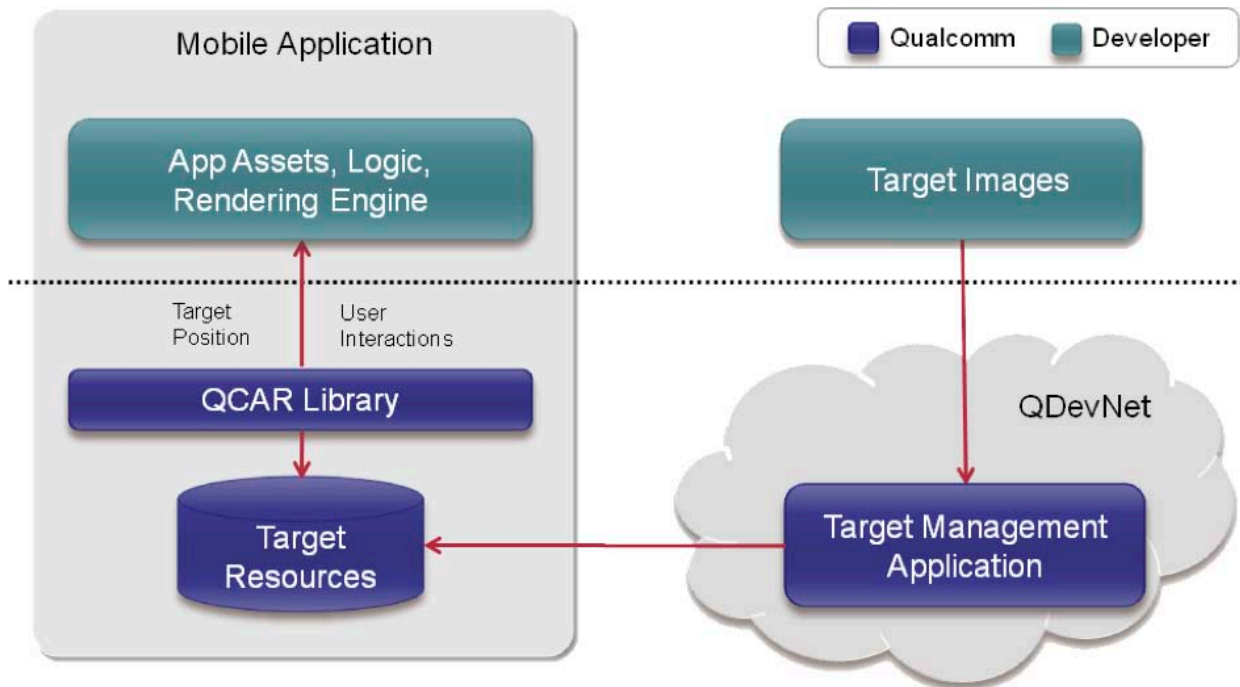 Mobile Application
Qualcomm
Developer
App Assets, Logic,
Rendering Engine
Target Images
Target
Position
User
Interactions
QCAR Library
QDevNet
Target
Resources
Target Management
Application